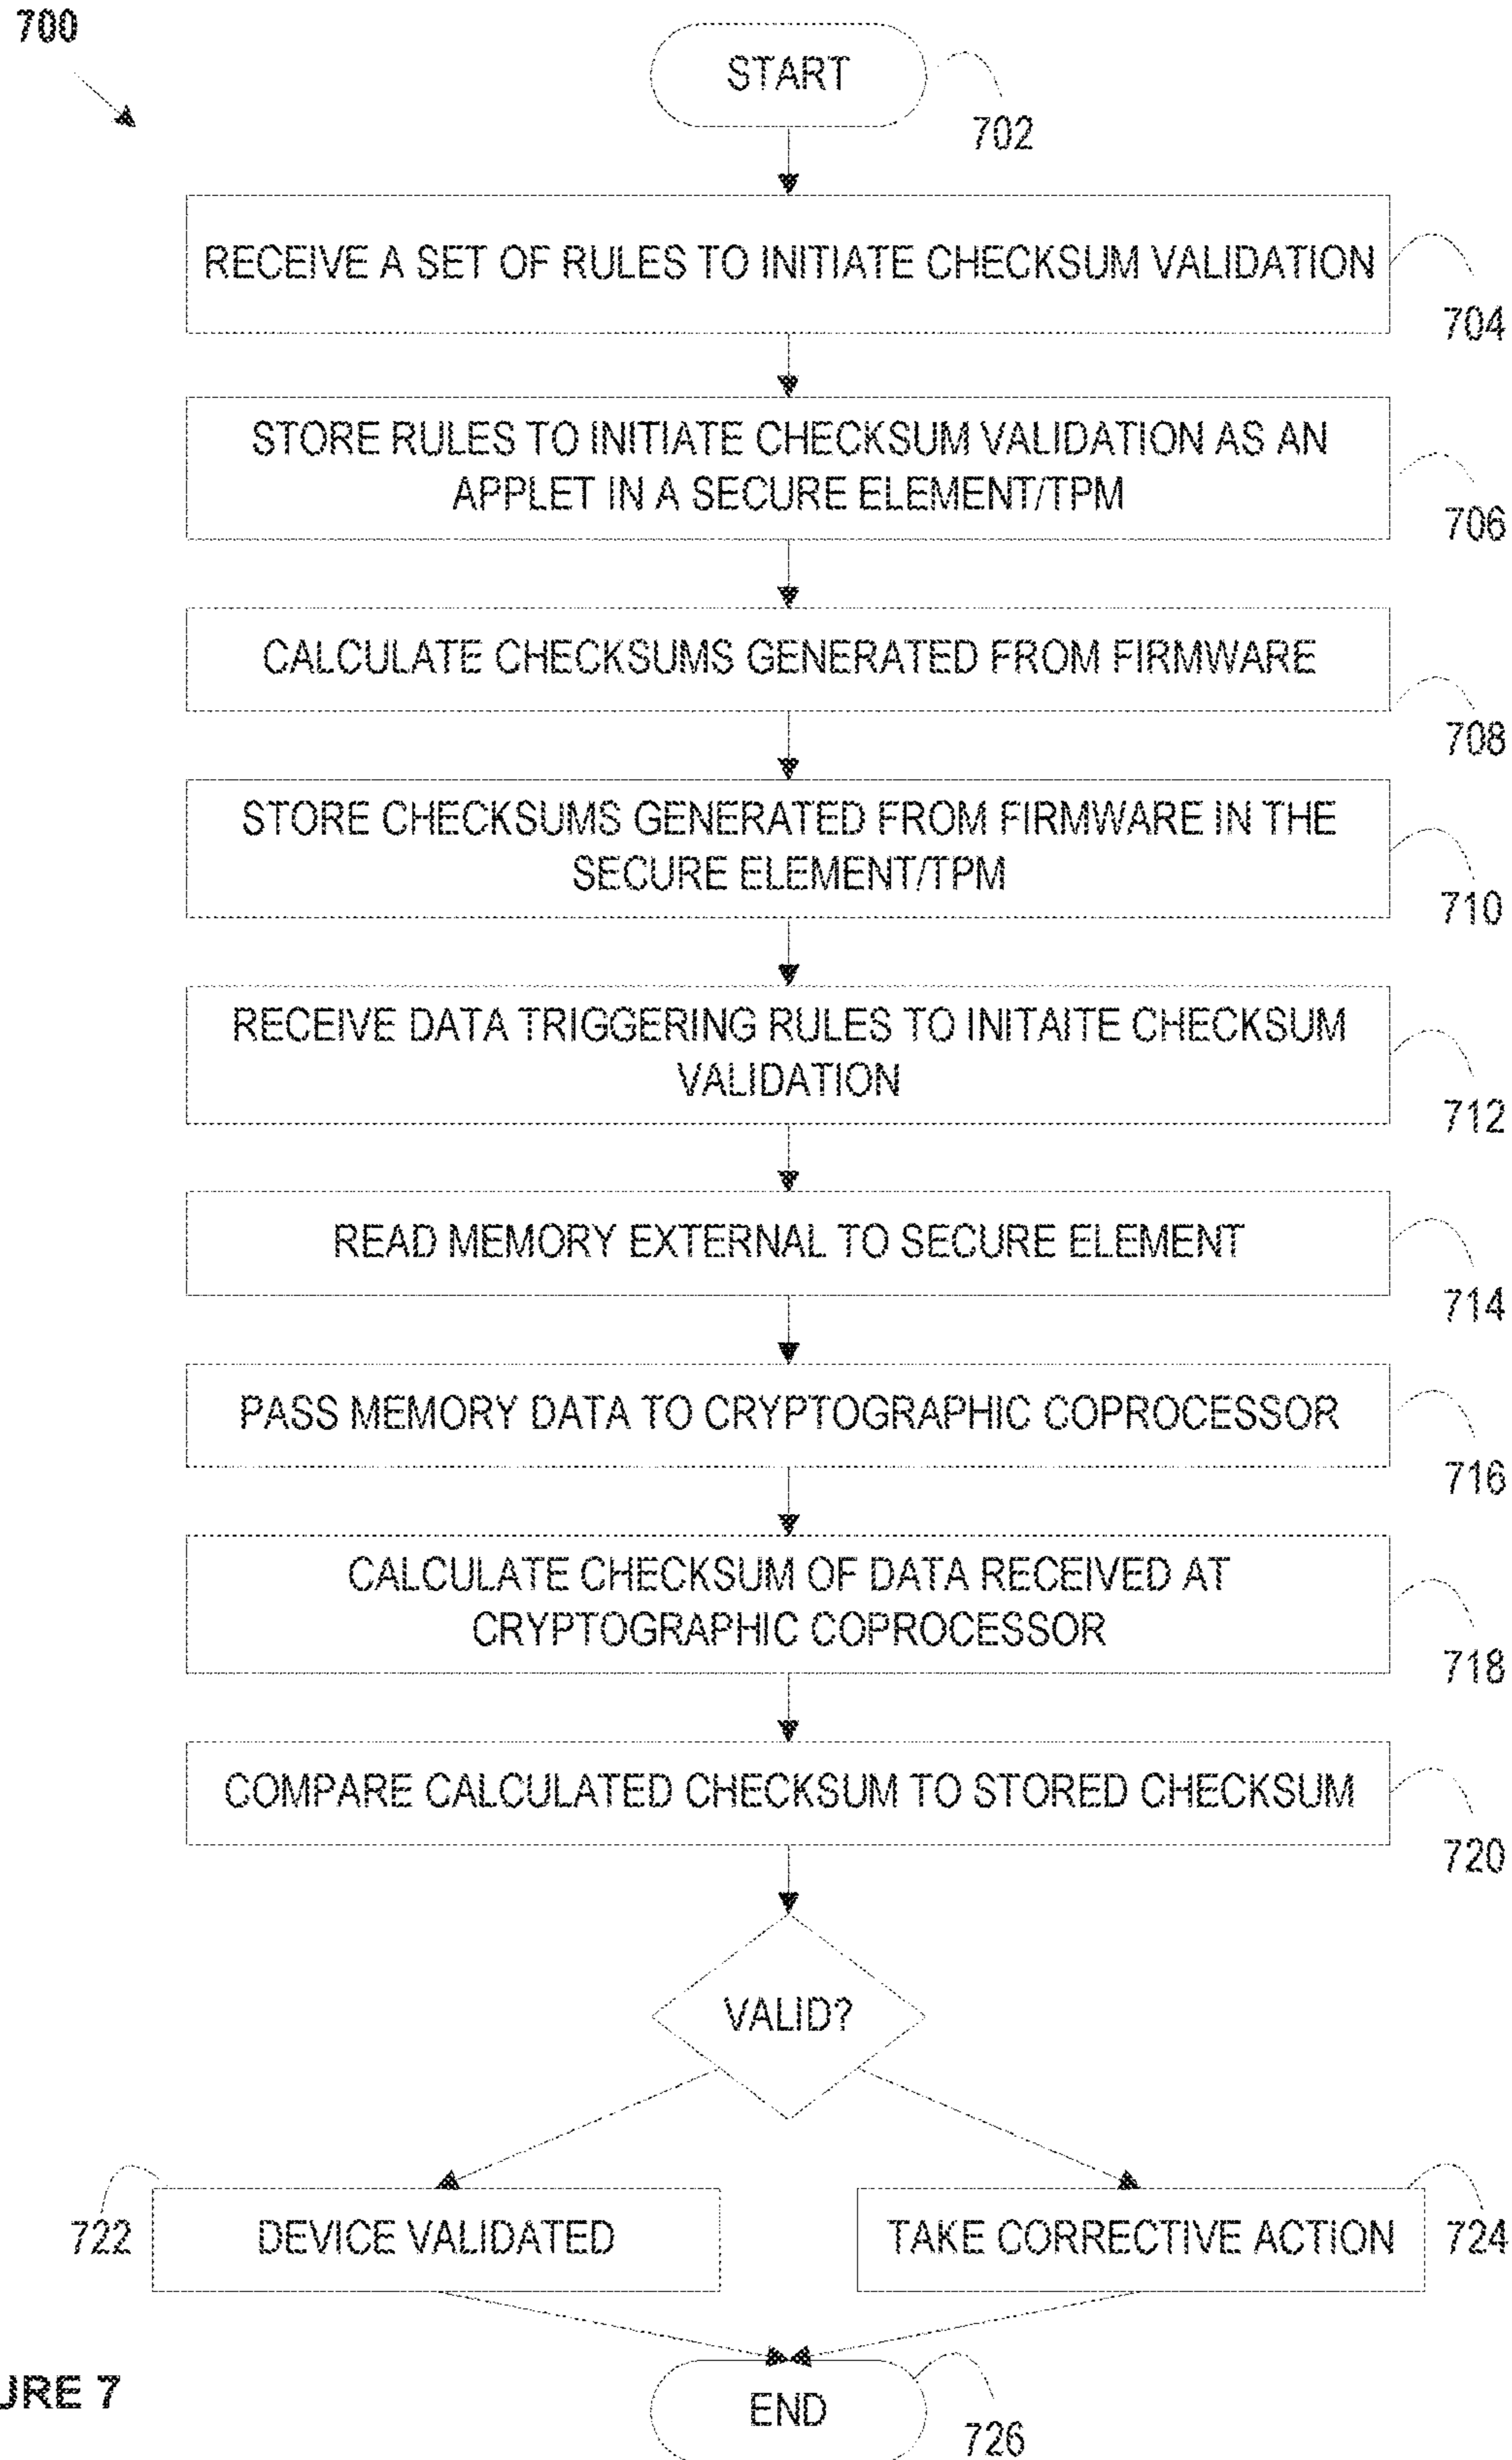 700
START
702
RECEIVE A SET OF RULES TO INITIATE CHECKSUM VALIDATION
704
STORE RULES TO INITIATE CHECKSUM VALIDATION AS AN
APPLET IN A SECURE ELEMENT/TPM
706
CALCULATE CHECKSUMS GENERATED FROM FIRMWARE
708
STORE CHECKSUMS GENERATED FROM FIRMWARE IN THE
SECURE ELEMENT/TPM
710
RECEIVE DATA TRIGGERING RULES TO INITAITE CHECKSUM
VALIDATION
712
READ MEMORY EXTERNAL TO SECURE ELEMENT
714
PASS MEMORY DATA TO CRYPTOGRAPHIC COPROCESSOR
716
CALCULATE CHECKSUM OF DATA RECEIVED AT
CRYPTOGRAPHIC COPROCESSOR
718
COMPARE CALCULATED CHECKSUM TO STORED CHECKSUM
720
VALID?
722
DEVICE VALIDATED
TAKE CORRECTIVE ACTION
724
URE 7
END
726